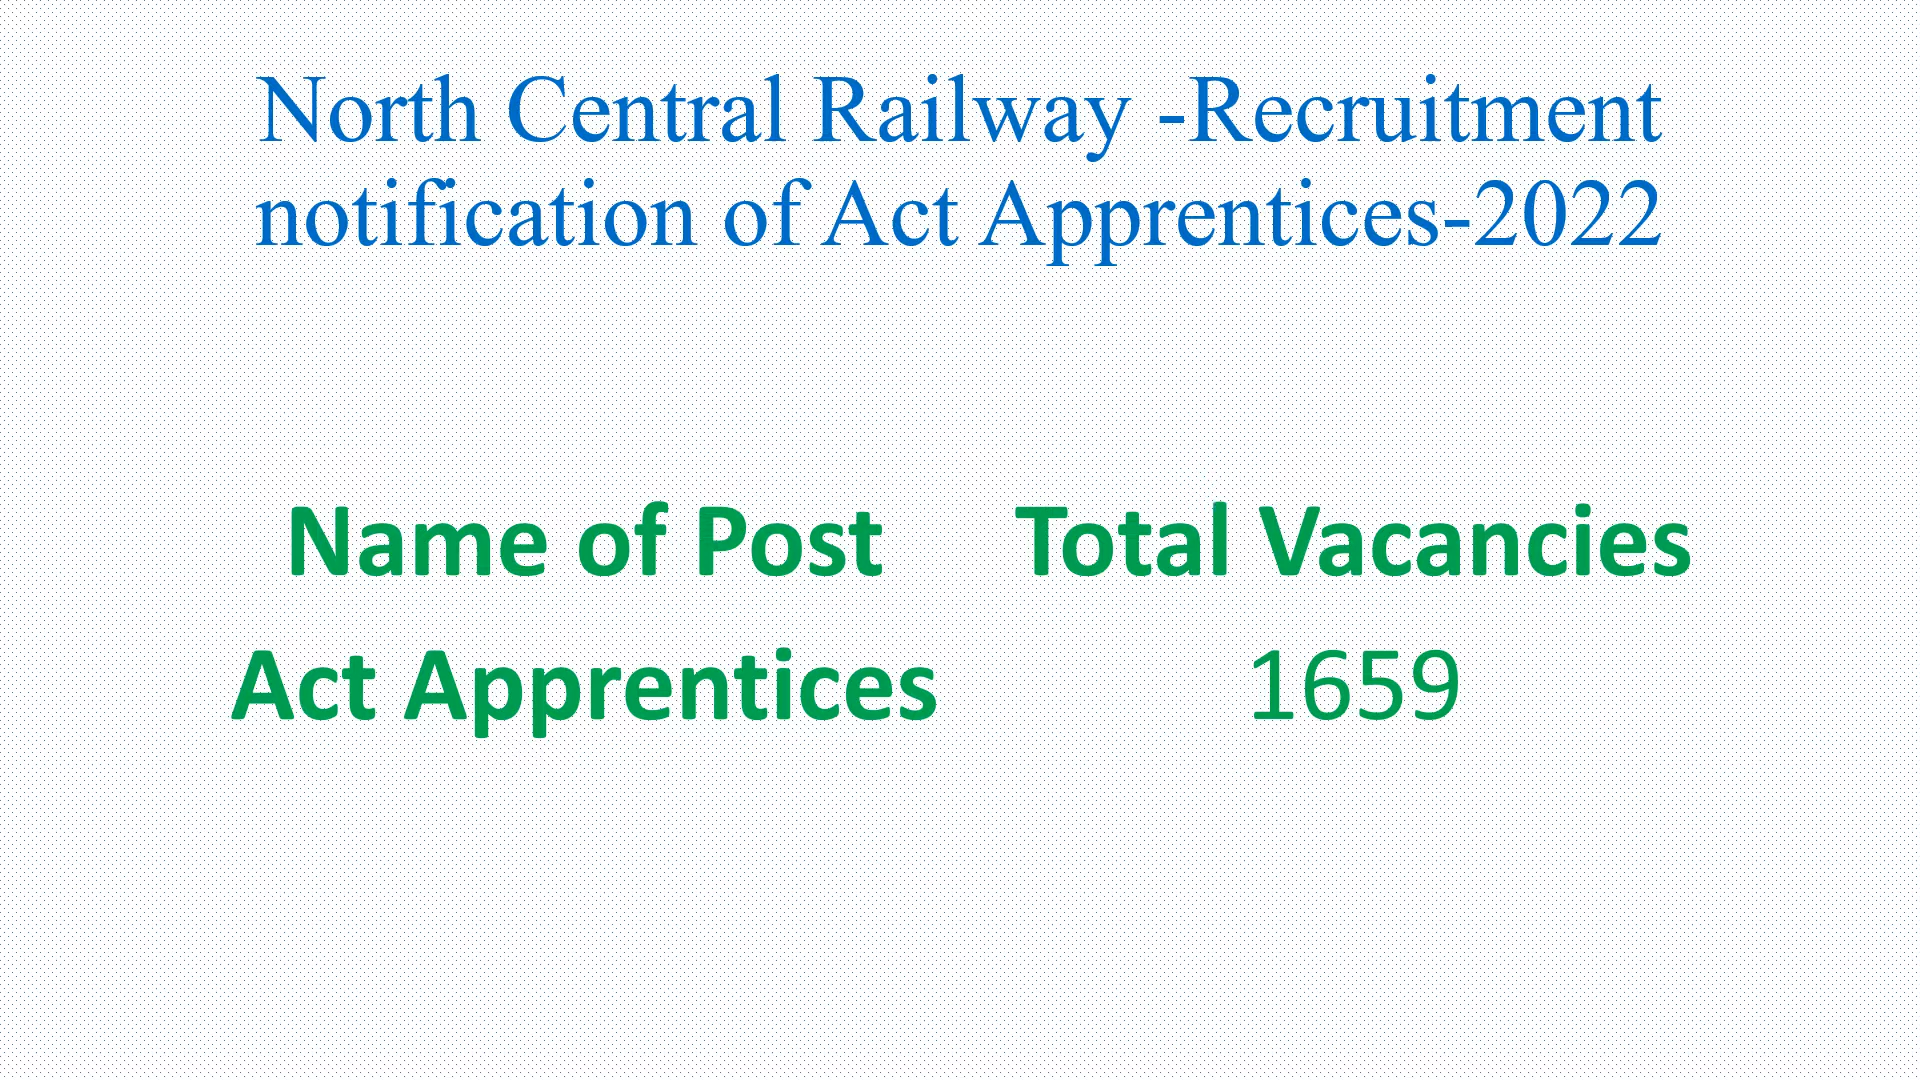 North Central Railway -Recruitment
notification of Act Apprentices-2022
Name of Post Total Vacancies
Act Apprentices 1659